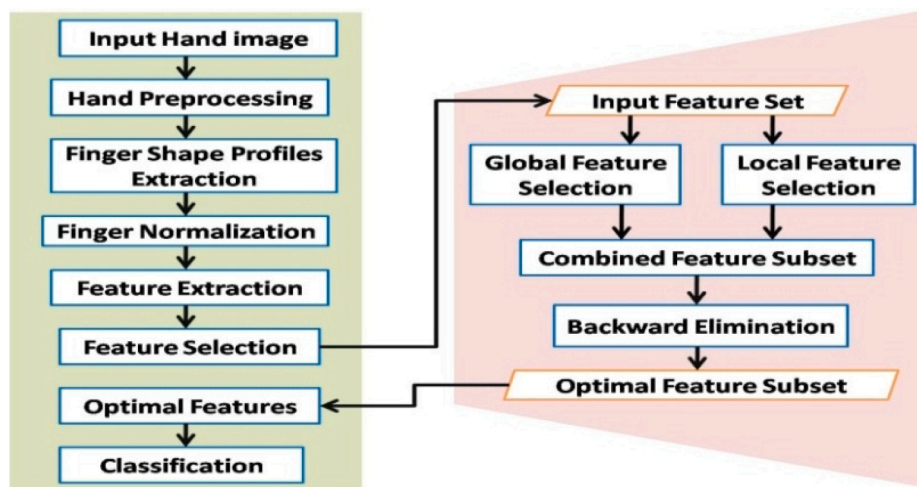 Input Hand image
Hand Preprocessing
Finger Shape Profiles
Extraction
Finger Normalization
Feature Extraction
Feature Selection
Optimal Features
Classification
Input Feature Set
Global Feature
Selection
Local Feature
Selection
Combined Feature Subset
Backward Elimination
Optimal Feature Subset